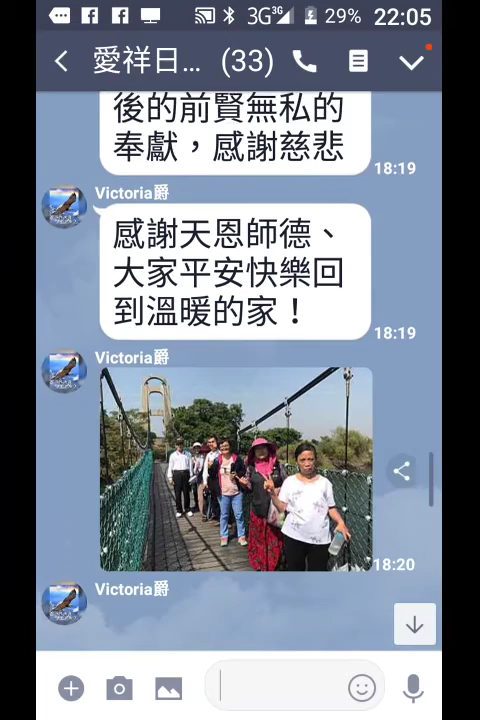 3G 3G 29% 22:05
愛祥日... (33)
後的前賢無私的
奉獻，感謝慈悲
18:19
Victoria爵
感謝天恩師德、
大家平安快樂回
到溫暖的家！
18:19
Victoria爵
18:20
Victoria爵